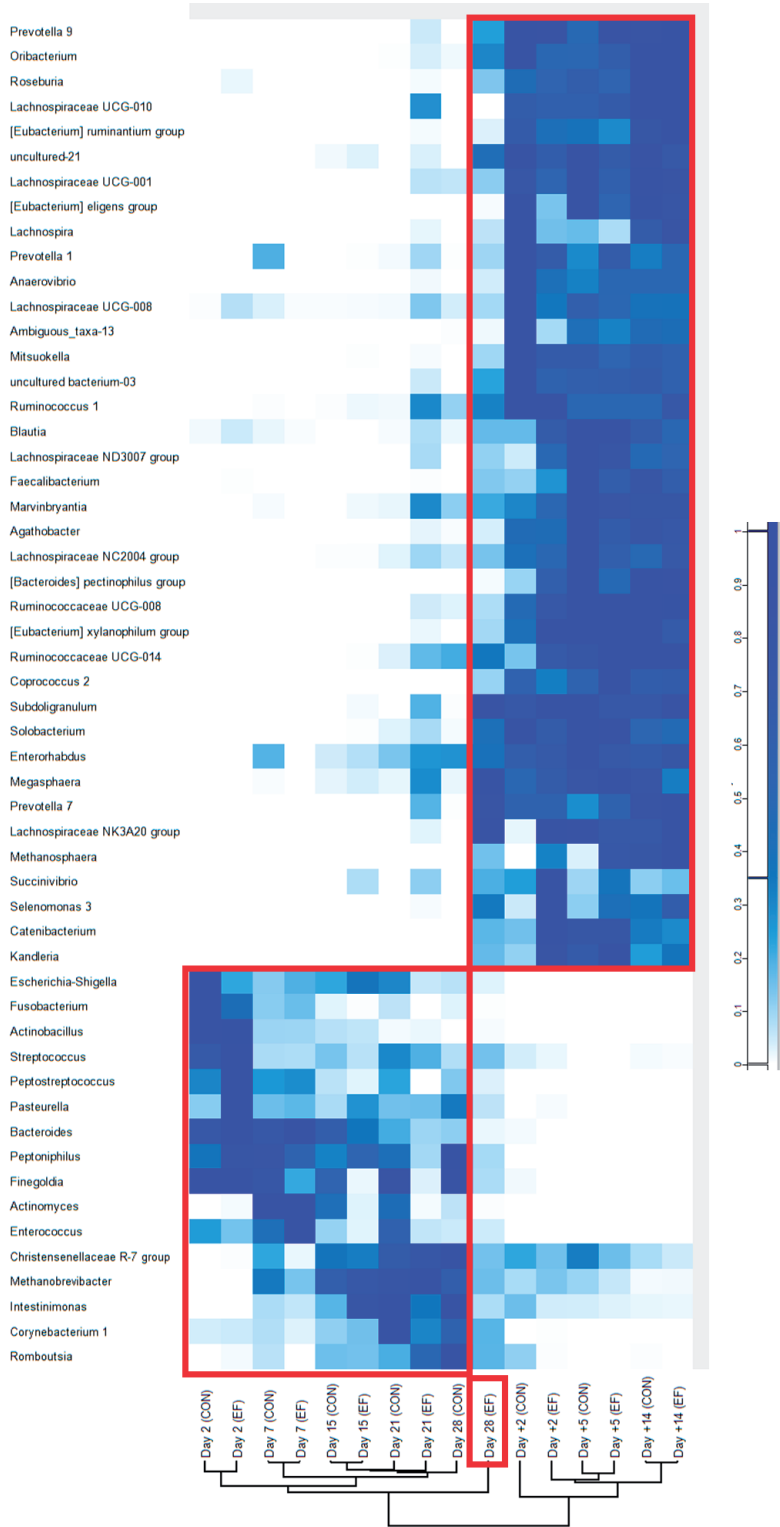 Prevotella 9
Oribacterium
Roseburia
Lachnospiraceae UCG-010
[Eubacterium] ruminantium group
uncultured-21
Lachnospiraceae UCG-001
[Eubacterium] eligens group
Lachnospira
Prevotella 1
Anaerovibrio
Lachnospiraceae UCG-008
Ambiguous_taxa-13
Mitsuokella
uncultured bacterium-03
Ruminococcus 1
Blautia
Lachnospiraceae ND3007 group
Faecalibacterium
Marvinbryantia
Agathobacter
Lachnospiraceae NC2004 group
[Bacteroides] pectinophilus group
Ruminococcaceae UCG-008
[Eubacterium] xylanophilum group
Ruminococcaceae UCG-014
Coprococcus 2
Subdoligranulum
Solobacterium
Enterorhabdus
Megasphaera
Prevotella 7
Lachnospiraceae NK3A20 group
Methanosphaera
Succinivibrio
Selenomonas 3
Catenibacterium
Kandleria
Escherichia-Shigella
Fusobacterium
Actinobacillus
Streptococcus
Peptostreptococcus
Pasteurella
Bacteroides
Peptoniphilus
Finegoldia
Actinomyces
Enterococcus
Christensenellaceae R-7 group
Methanobrevibacter
Intestinimonas
Corynebacterium 1
Romboutsia
Day 2 (CON)
Day 2 (EF)
Day 7 (CON)
Day 7 (EF)
Day 15 (CON)
Day 15 (EF)
Day 21 (CON)
Day 21 (EF)
Day 28 (CON)
Day 28 (EF)
Day +2 (CON)
Day +2 (EF)
Day +5 (CON)
Day +5 (EF)
Day +14 (CON)
Day +14 (EF)
1
0.9
0.8
0.7
0.6
0.5
0.4
0.3
0.2
0.1
0